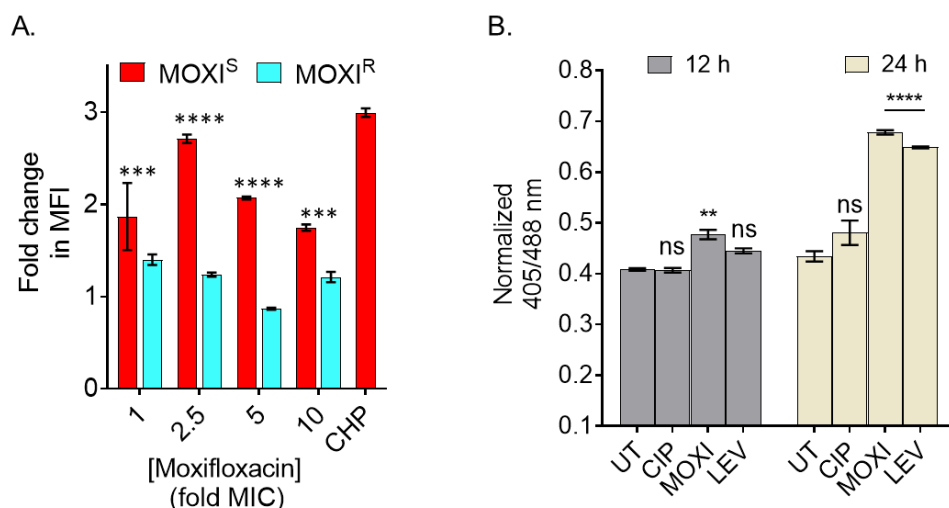 A.
MOXIS MOXIR
3
2
1
0
Fold change
in MFI
***
****
****
***
1 2.5 5 10 CHP
[Moxifloxacin]
(fold MIC)
B.
12 h 24 h
0.8
0.7
0.6
0.5
0.4
0.3
0.2
0.1
Normalized
405/488 nm
ns
**
ns
ns
****
UT CIP MOXI LEV UT CIP MOXI LEV